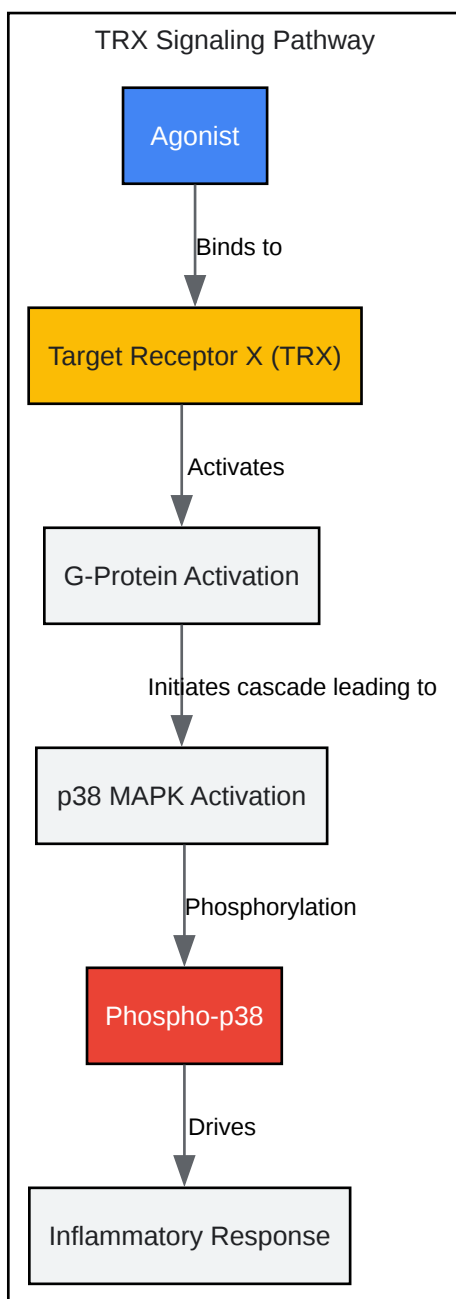 TRX Signaling Pathway
Agonist
Binds to
Target Receptor X (TRX)
Activates
G-Protein Activation
Initiates cascade leading to
p38 MAPK Activation
Phosphorylation
Phospho-p38
Drives
Inflammatory Response